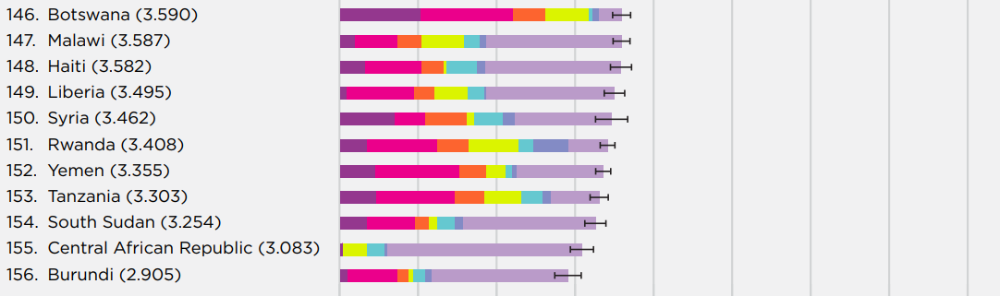 146. Botswana (3.590)
147. Malawi (3.587)
148. Haiti (3.582)
149. Liberia (3.495)
150. Syria (3.462)
151. Rwanda (3.408)
152. Yemen (3.355)
153. Tanzania (3.303)
154. South Sudan (3.254)
155. Central African Republic (3.083)
156. Burundi (2.905)